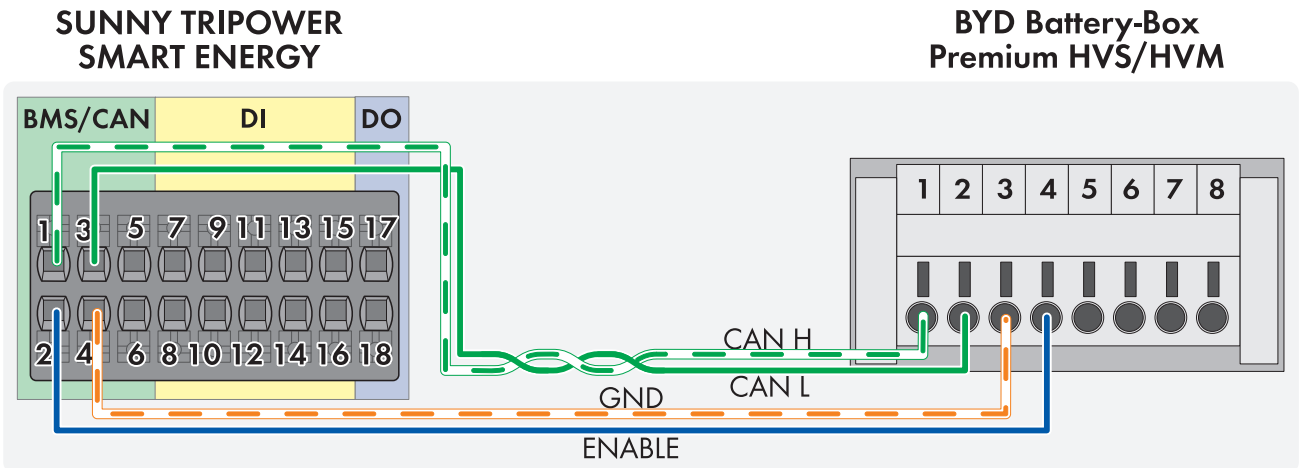 SUNNY TRIPOWER
SMART ENERGY
BYD Battery-Box
Premium HVS/HVM
BMS/CAN DI DO
1 3 5 7 9 11 13 15 17
2 4 6 8 10 12 14 16 18
1 2 3 4 5 6 7 8
CAN H
CAN L
GND
ENABLE